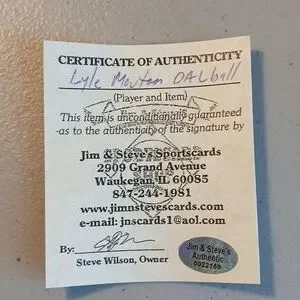 CERTIFICATE OF AUTHENTICITY
Lyle Mouton OAL ball
(Player and Item)
This item is unconditionally guaranteed
-as to the authenticity of the signature by
Jim & Steve's Sportscards
2909 Grand Avenue
Waukegan, IL 60085
847-244-1981
www.jimnstevescards.com
e-mail: jnscards1@aol.com
By:
Steve Wilson, Owner
Jim & Steve's
Authentic
0022159